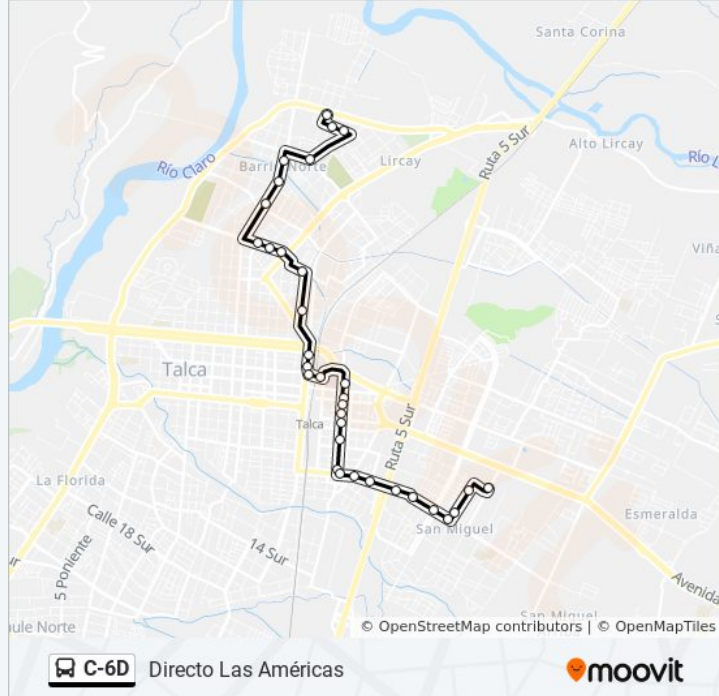 Santa Corina
Ruta 5 Sur
Alto Lircay
Río L
Río Claro
Barrio Norte
Lircay
Viña
Talca
Talca
Ruta 5 Sur
La Florida
Calle 18 Sur
14 Sur
5 Poniente
San Miguel
Esmeralda
Avenida
San Miguel
ur
oule Norte
© OpenStreetMap contributors | © OpenMapTiles
C-6D Directo Las Américas
moovit